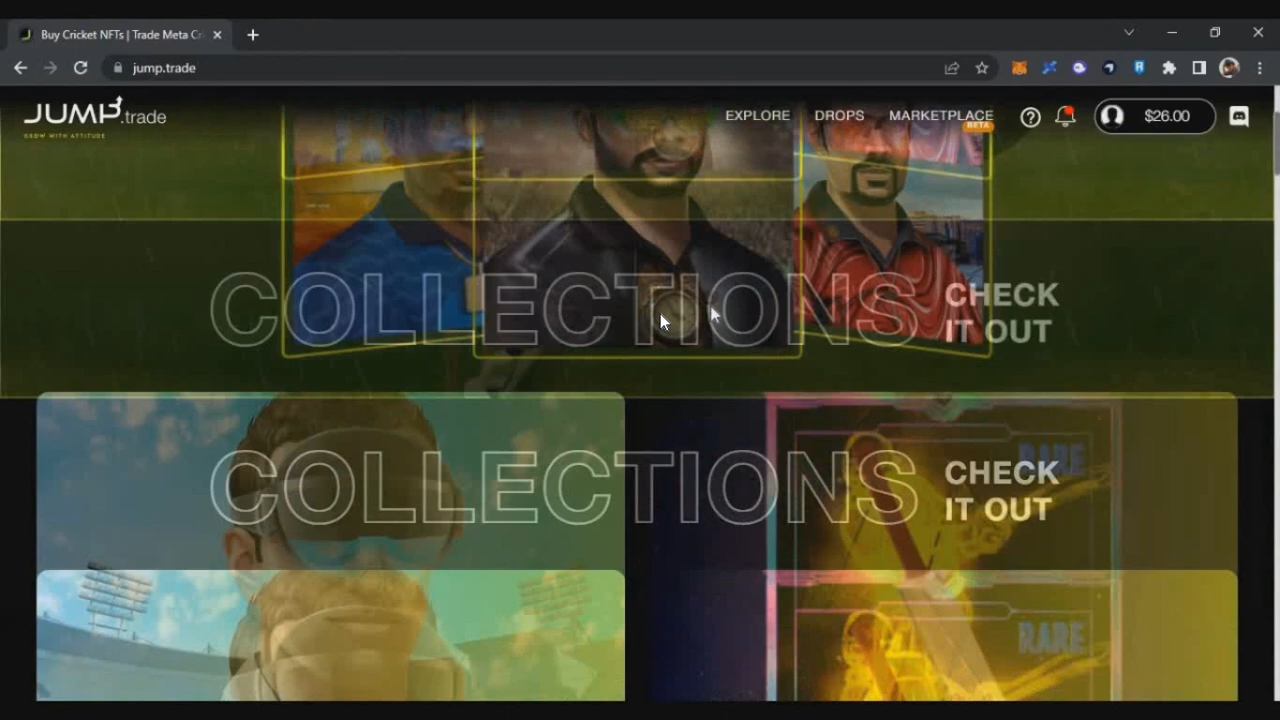 Buy Cricket NFTs | Trade Meta Cr
jump.trade
JUMP.trade
GROW WITH ATTITUDE
EXPLORE
DROPS
MARKETPLACE
BETA
$26.00
COLLECTIONS
CHECK
IT OUT
RARE
COLLECTIONS
CHECK
IT OUT
RARE